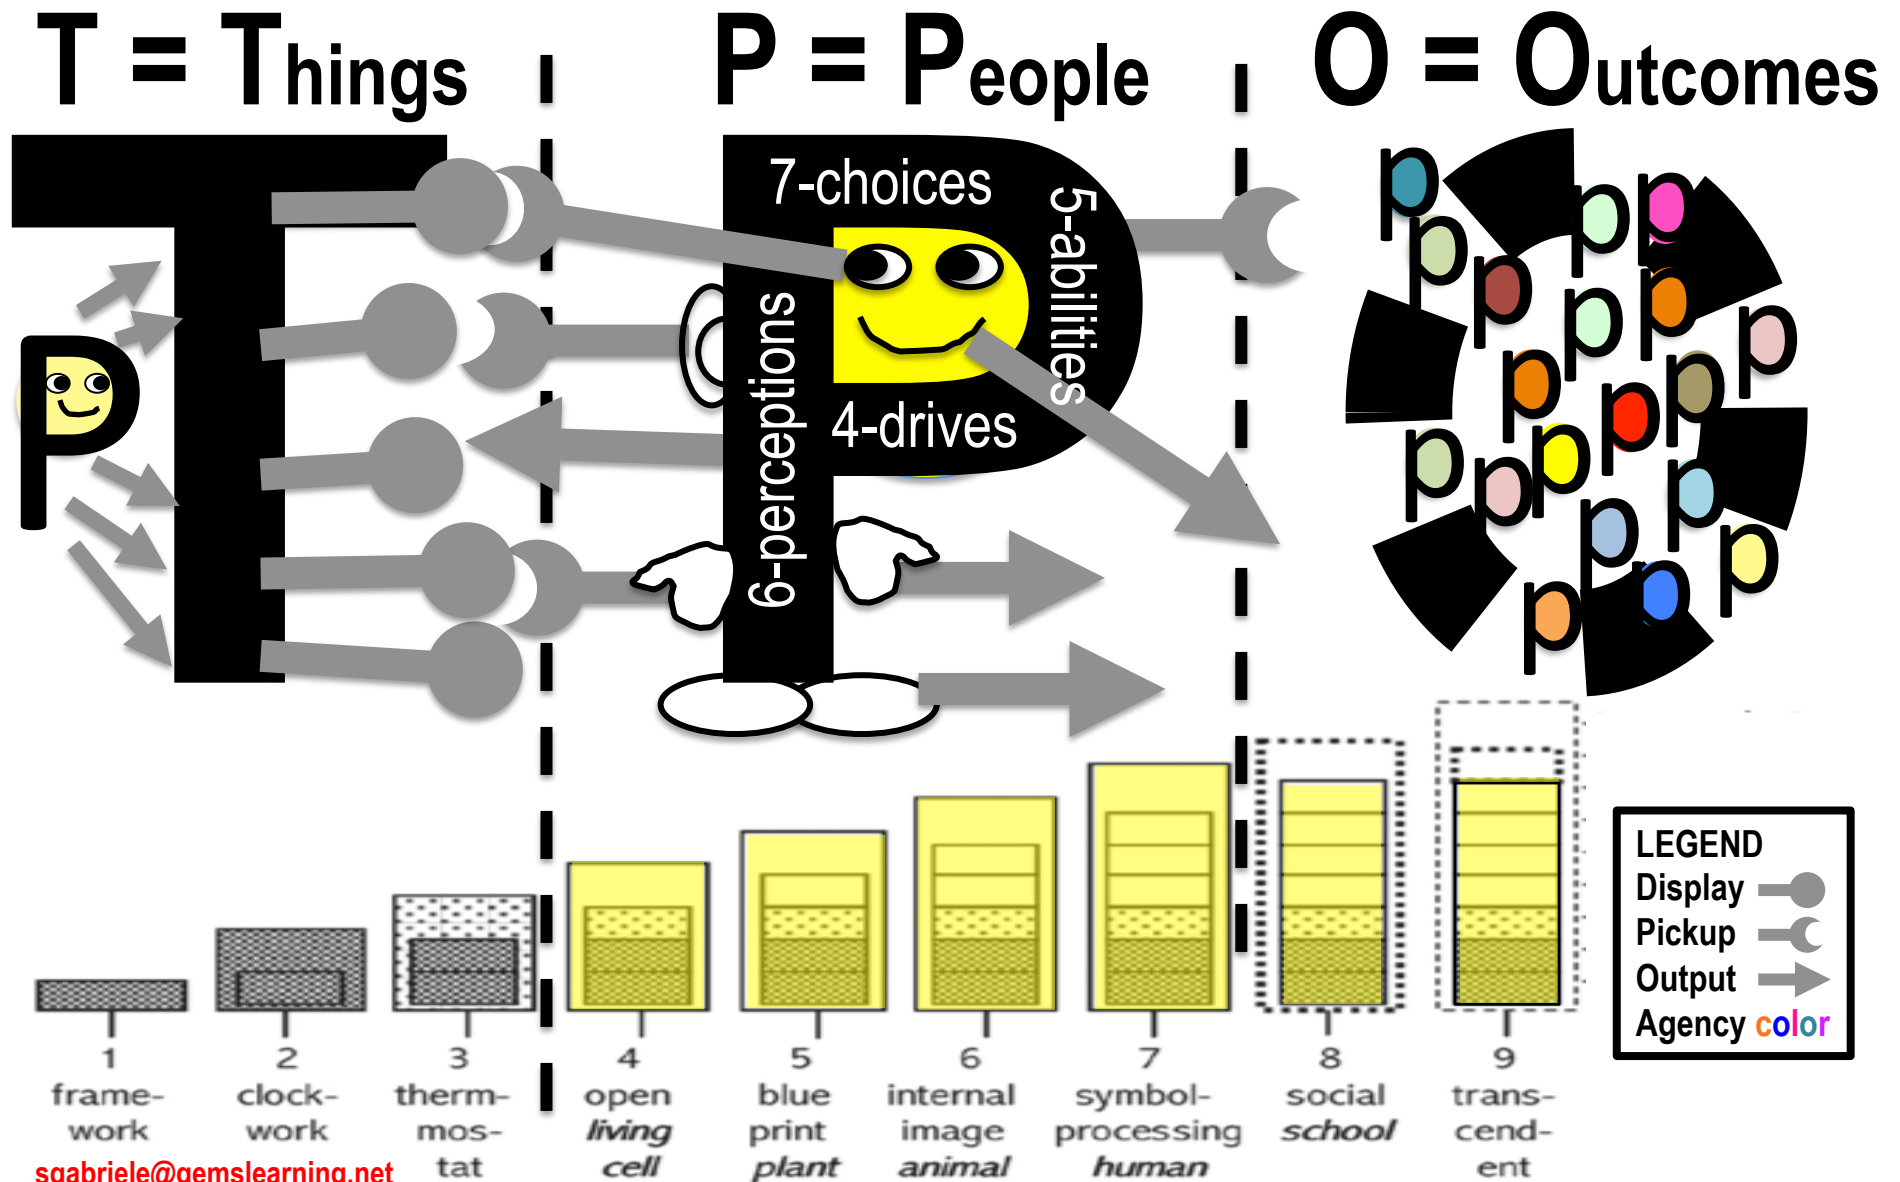 T = Things
P = People
O = Outcomes
7-choices
5-abilities
6-perceptions
4-drives
LEGEND
Display
Pickup
Output
Agency color
1
frame-
work
2
clock-
work
3
therm-
mos-
tat
4
open
living
cell
5
blue
print
plant
6
internal
image
animal
7
symbol-
processing
human
8
social
school
9
trans-
cend-
ent
sgabriele@gemslearning.net